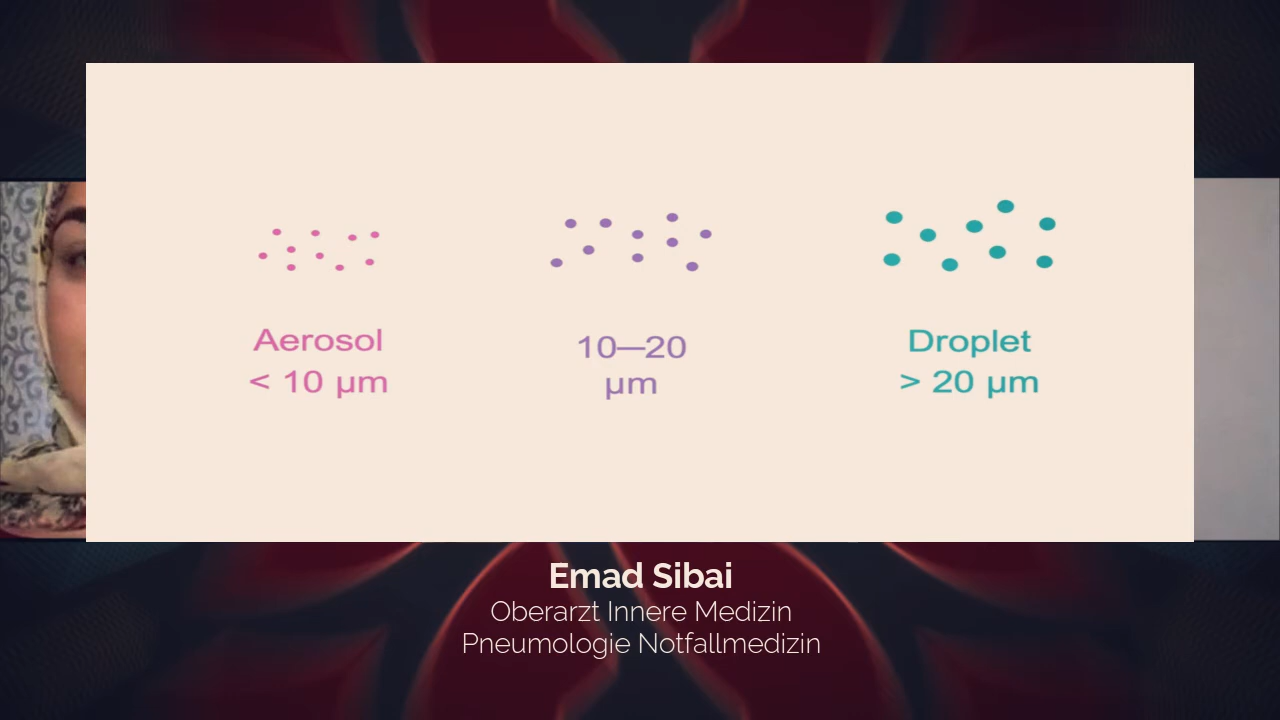 Aerosol
< 10 µm
10—20
µm
Droplet
> 20 µm
Emad Sibai
Oberarzt Innere Medizin
Pneumologie Notfallmedizin